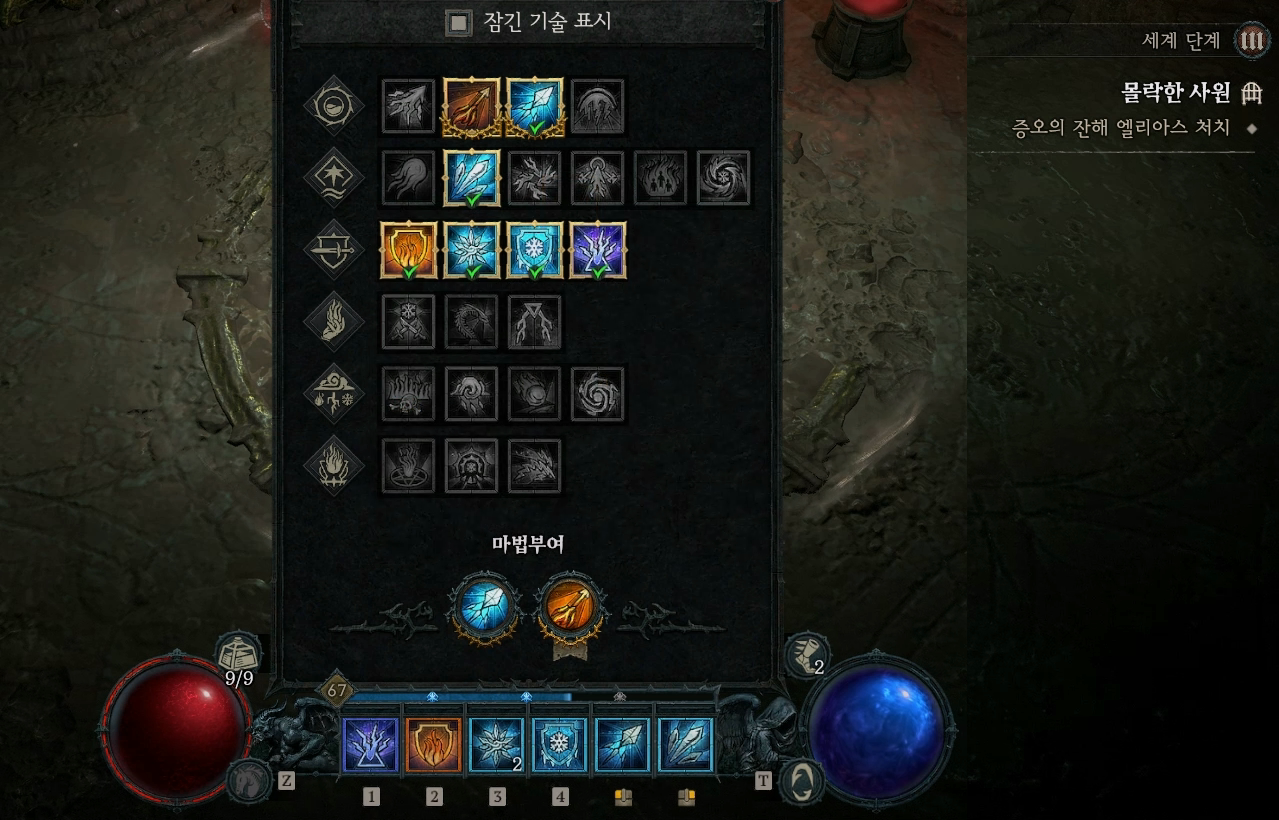 잠긴 기술 표시
세계 단계 III
몰락한 사원
증오의 잔해 엘리아스 처치
마법부여
9/9
2
67
2
Z
T
1 2 3 4